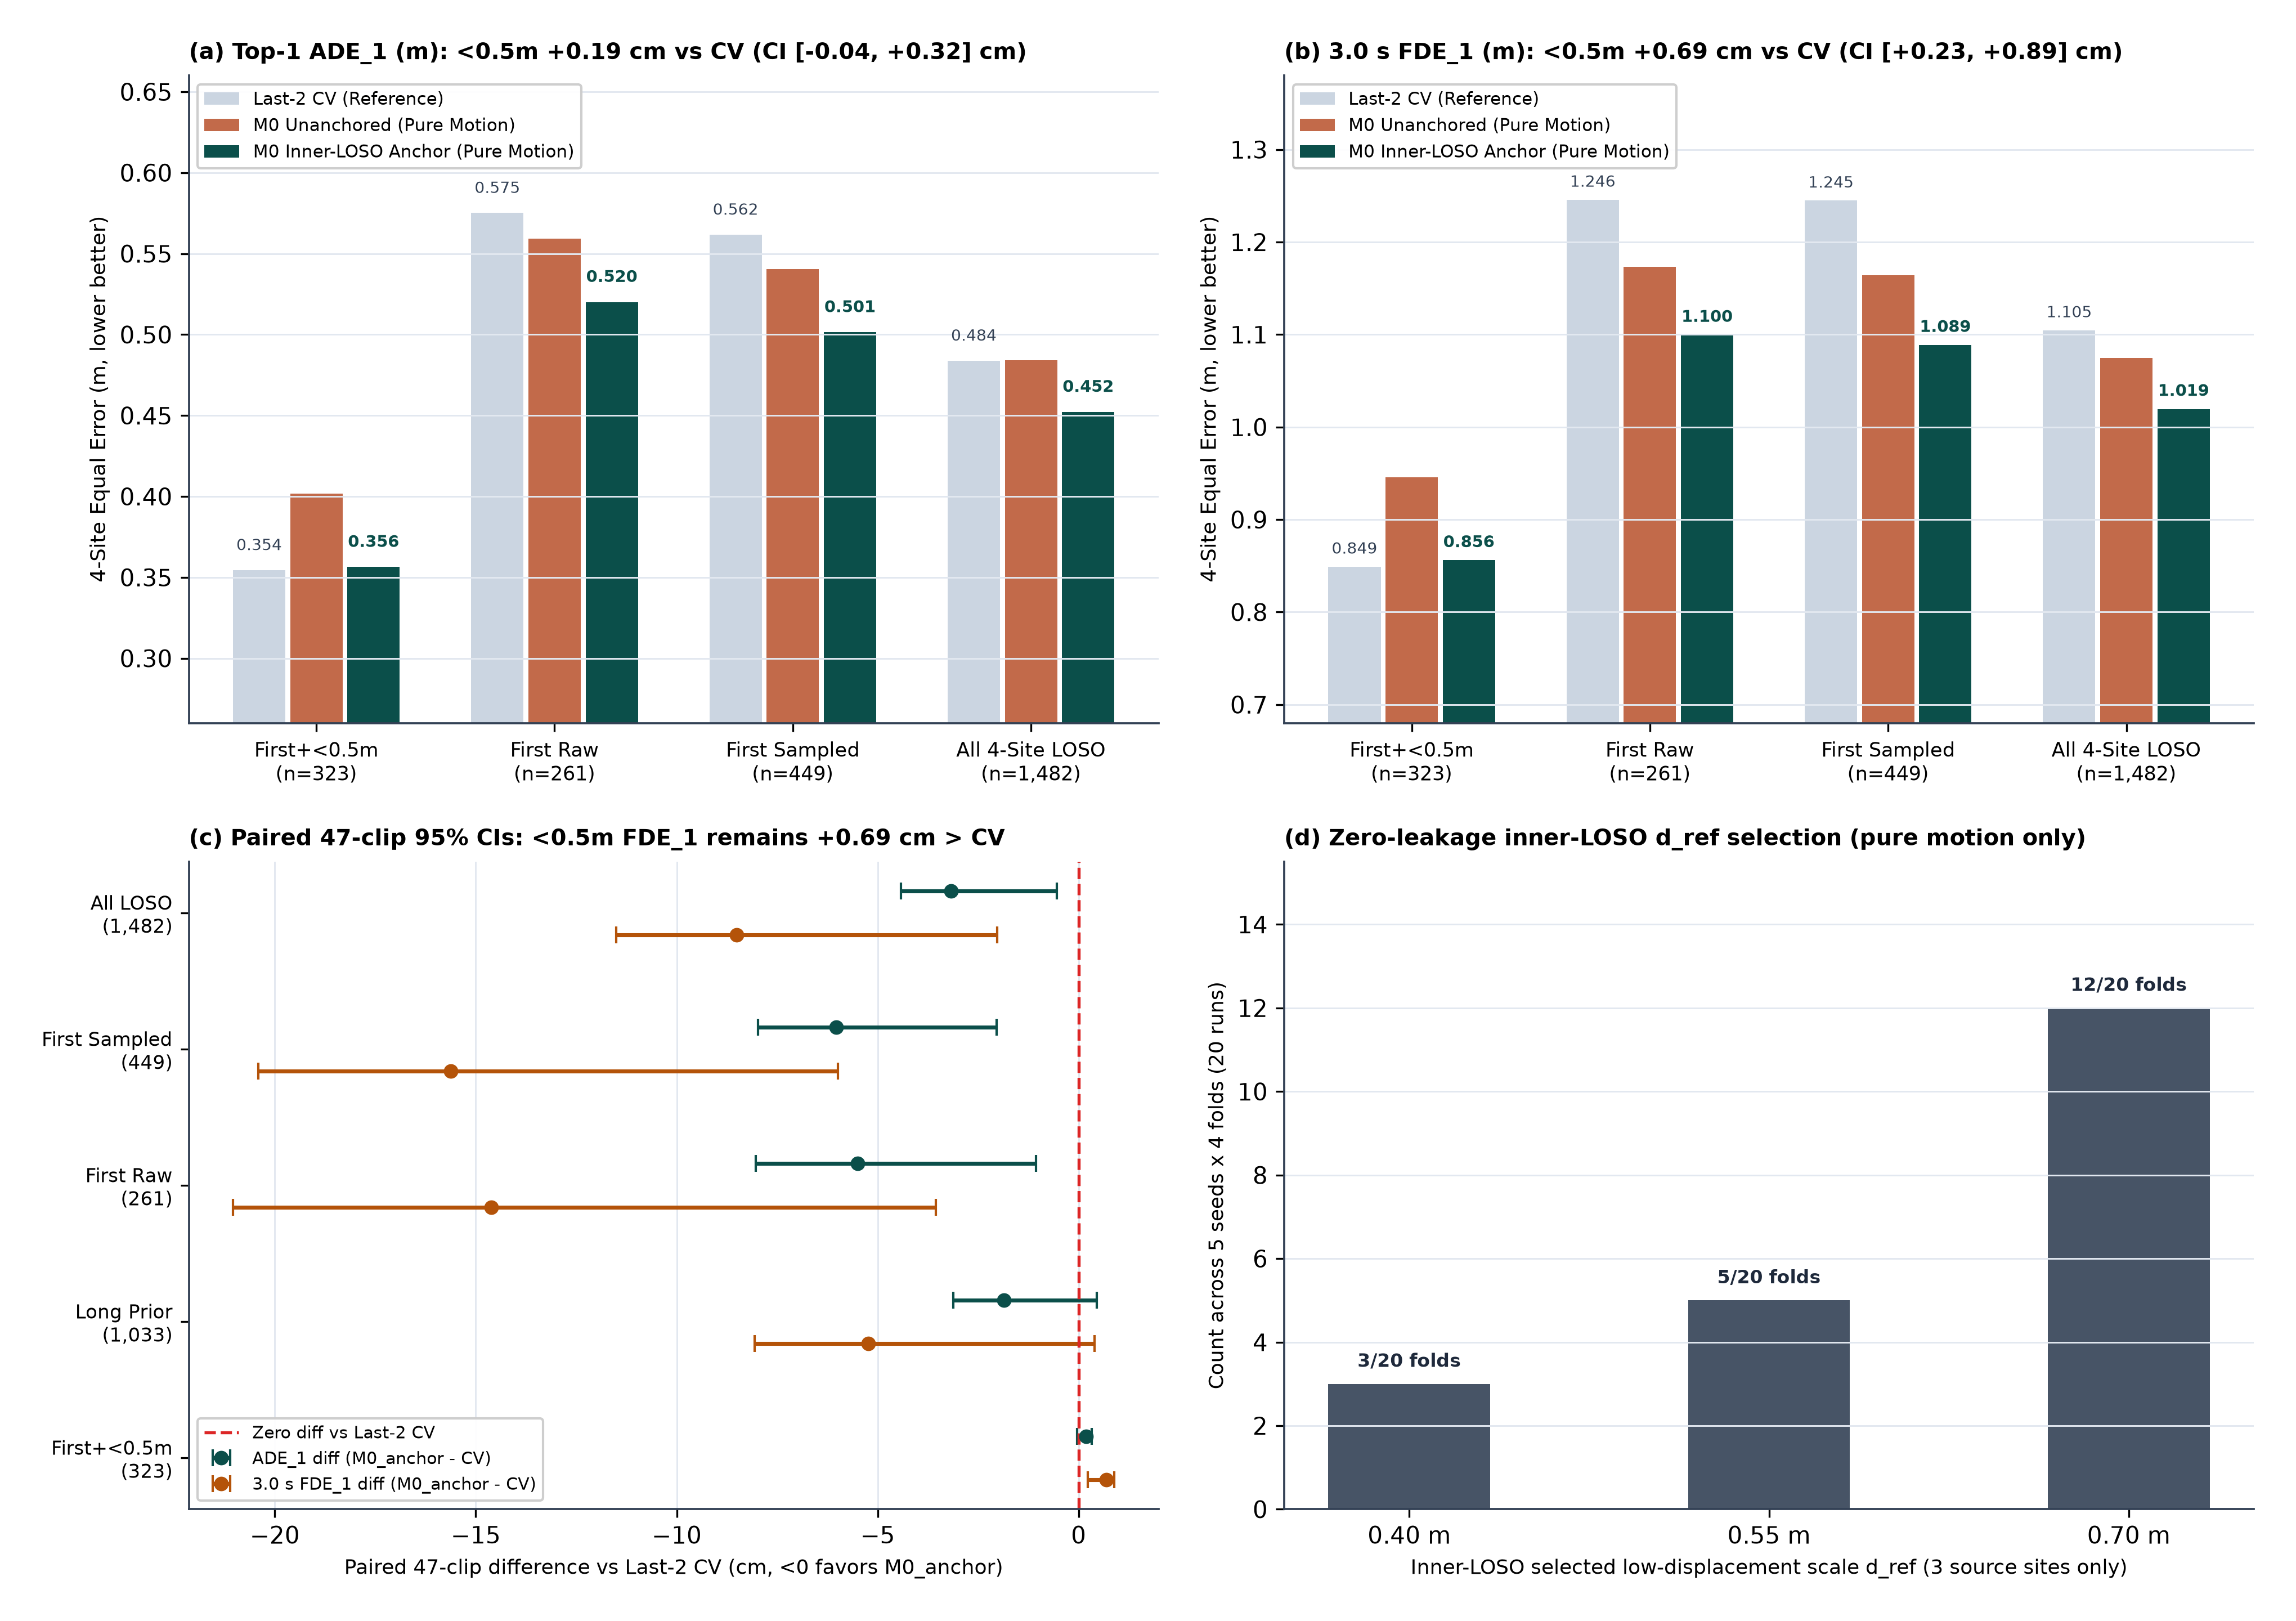 (a) Top-1 ADE_1 (m): <0.5m +0.19 cm vs CV (CI [-0.04, +0.32] cm)
Last-2 CV (Reference)
M0 Unanchored (Pure Motion)
M0 Inner-LOSO Anchor (Pure Motion)
4-Site Equal Error (m, lower better)
0.65
0.60
0.55
0.50
0.45
0.40
0.35
0.30
0.354
0.356
0.575
0.520
0.562
0.501
0.484
0.452
First+<0.5m
(n=323)
First Raw
(n=261)
First Sampled
(n=449)
All 4-Site LOSO
(n=1,482)
(b) 3.0 s FDE_1 (m): <0.5m +0.69 cm vs CV (CI [+0.23, +0.89] cm)
Last-2 CV (Reference)
M0 Unanchored (Pure Motion)
M0 Inner-LOSO Anchor (Pure Motion)
4-Site Equal Error (m, lower better)
1.3
1.2
1.1
1.0
0.9
0.8
0.7
0.849
0.856
1.246
1.100
1.245
1.089
1.105
1.019
First+<0.5m
(n=323)
First Raw
(n=261)
First Sampled
(n=449)
All 4-Site LOSO
(n=1,482)
(c) Paired 47-clip 95% CIs: <0.5m FDE_1 remains +0.69 cm > CV
All LOSO
(1,482)
First Sampled
(449)
First Raw
(261)
Long Prior
(1,033)
First+<0.5m
(323)
Zero diff vs Last-2 CV
ADE_1 diff (M0_anchor - CV)
3.0 s FDE_1 diff (M0_anchor - CV)
−20
−15
−10
−5
0
Paired 47-clip difference vs Last-2 CV (cm, <0 favors M0_anchor)
(d) Zero-leakage inner-LOSO d_ref selection (pure motion only)
Count across 5 seeds x 4 folds (20 runs)
14
12
10
8
6
4
2
0
3/20 folds
5/20 folds
12/20 folds
0.40 m
0.55 m
0.70 m
Inner-LOSO selected low-displacement scale d_ref (3 source sites only)